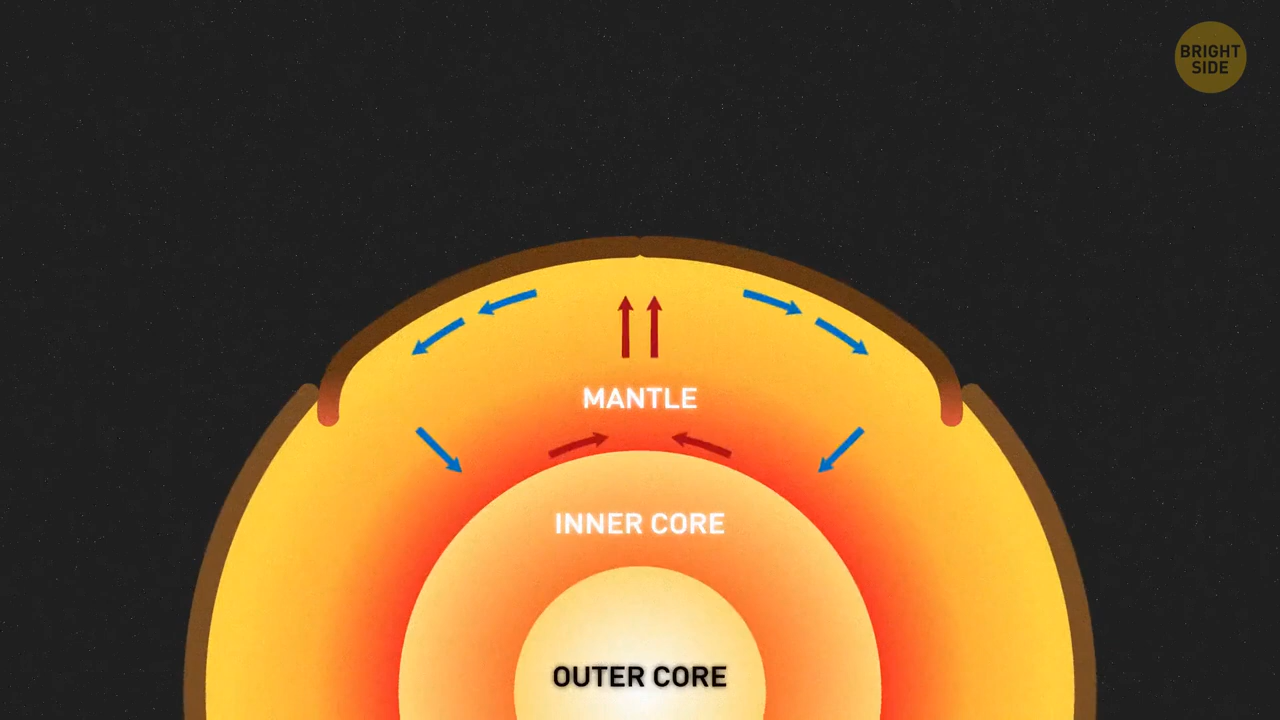 BRIGHT
SIDE
MANTLE
INNER CORE
OUTER CORE